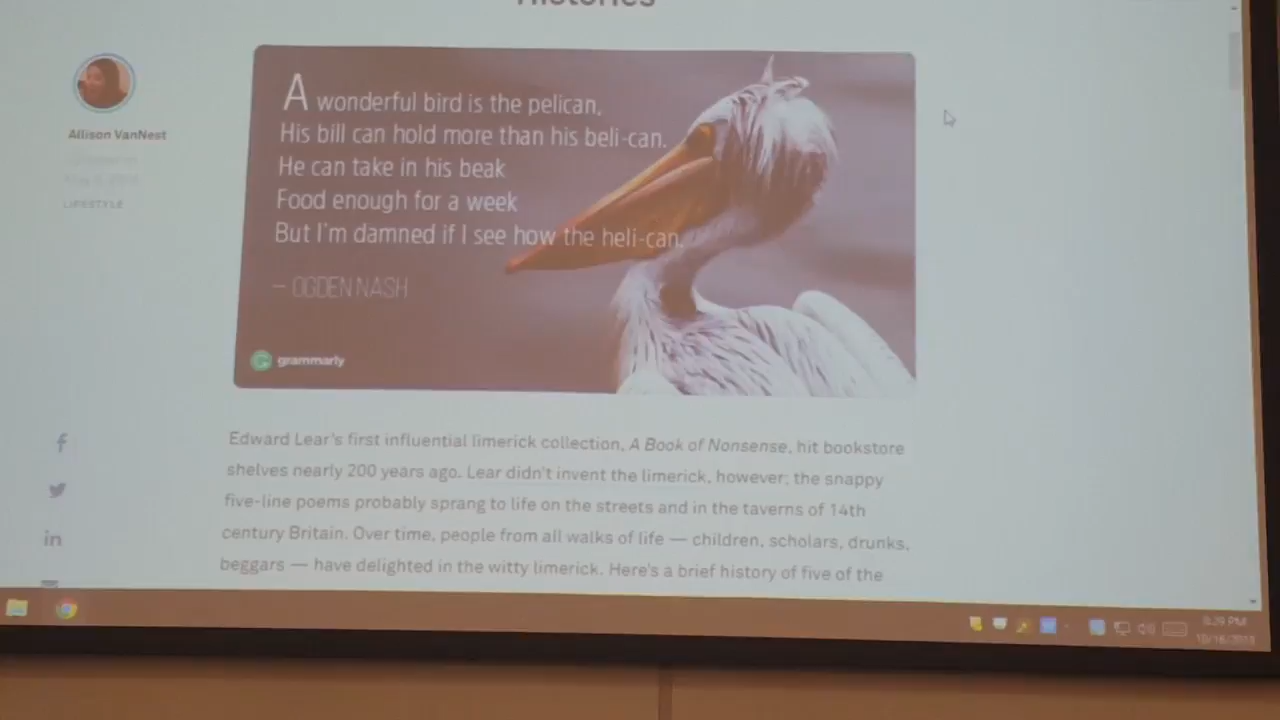 Histories
Allison VanNest
LIFESTYLE
A wonderful bird is the pelican,
His bill can hold more than his beli-can.
He can take in his beak
Food enough for a week
But I'm damned if I see how the heli-can.
– OGDEN NASH
grammarly
Edward Lear's first influential limerick collection, A Book of Nonsense, hit bookstore
shelves nearly 200 years ago. Lear didn't invent the limerick, however; the snappy
five-line poems probably sprang to life on the streets and in the taverns of 14th
century Britain. Over time, people from all walks of life — children, scholars, drunks,
beggars — have delighted in the witty limerick. Here's a brief history of five of the